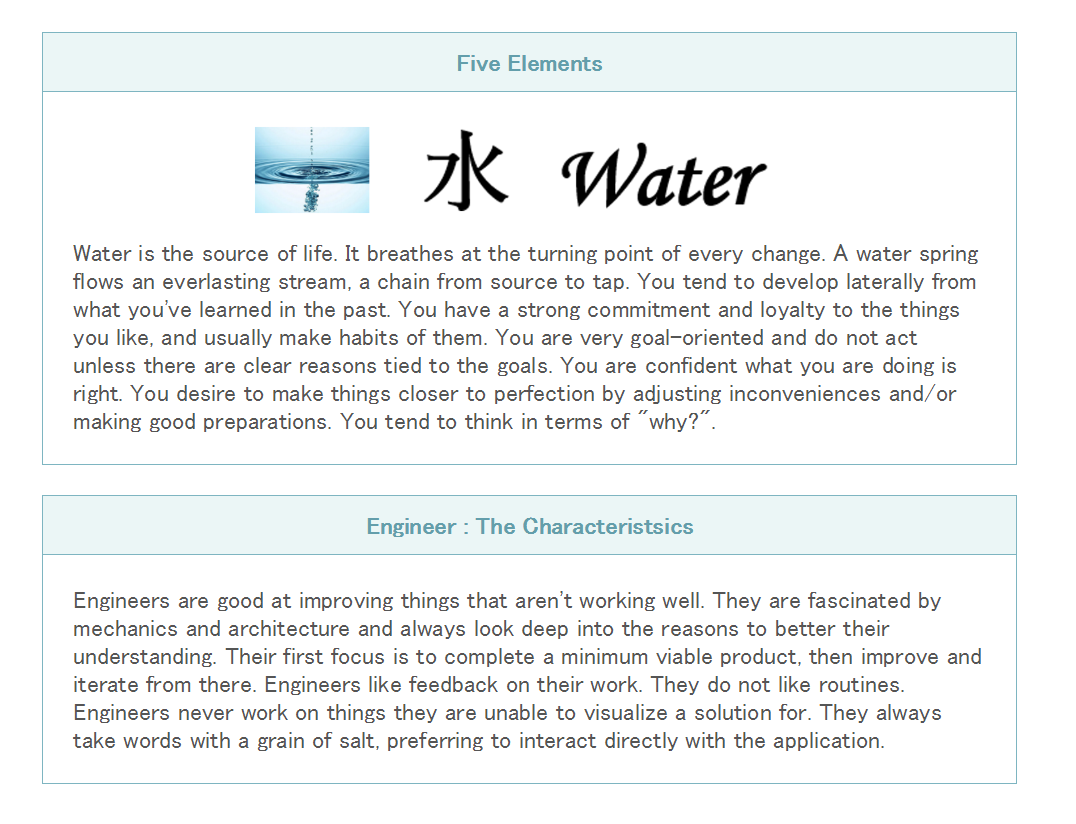 Five Elements
水 Water
Water is the source of life. It breathes at the turning point of every change. A water spring
flows an everlasting stream, a chain from source to tap. You tend to develop laterally from
what you've learned in the past. You have a strong commitment and loyalty to the things
you like, and usually make habits of them. You are very goal-oriented and do not act
unless there are clear reasons tied to the goals. You are confident what you are doing is
right. You desire to make things closer to perfection by adjusting inconveniences and/or
making good preparations. You tend to think in terms of "why?".
Engineer : The Characteristsics
Engineers are good at improving things that aren't working well. They are fascinated by
mechanics and architecture and always look deep into the reasons to better their
understanding. Their first focus is to complete a minimum viable product, then improve and
iterate from there. Engineers like feedback on their work. They do not like routines.
Engineers never work on things they are unable to visualize a solution for. They always
take words with a grain of salt, preferring to interact directly with the application.